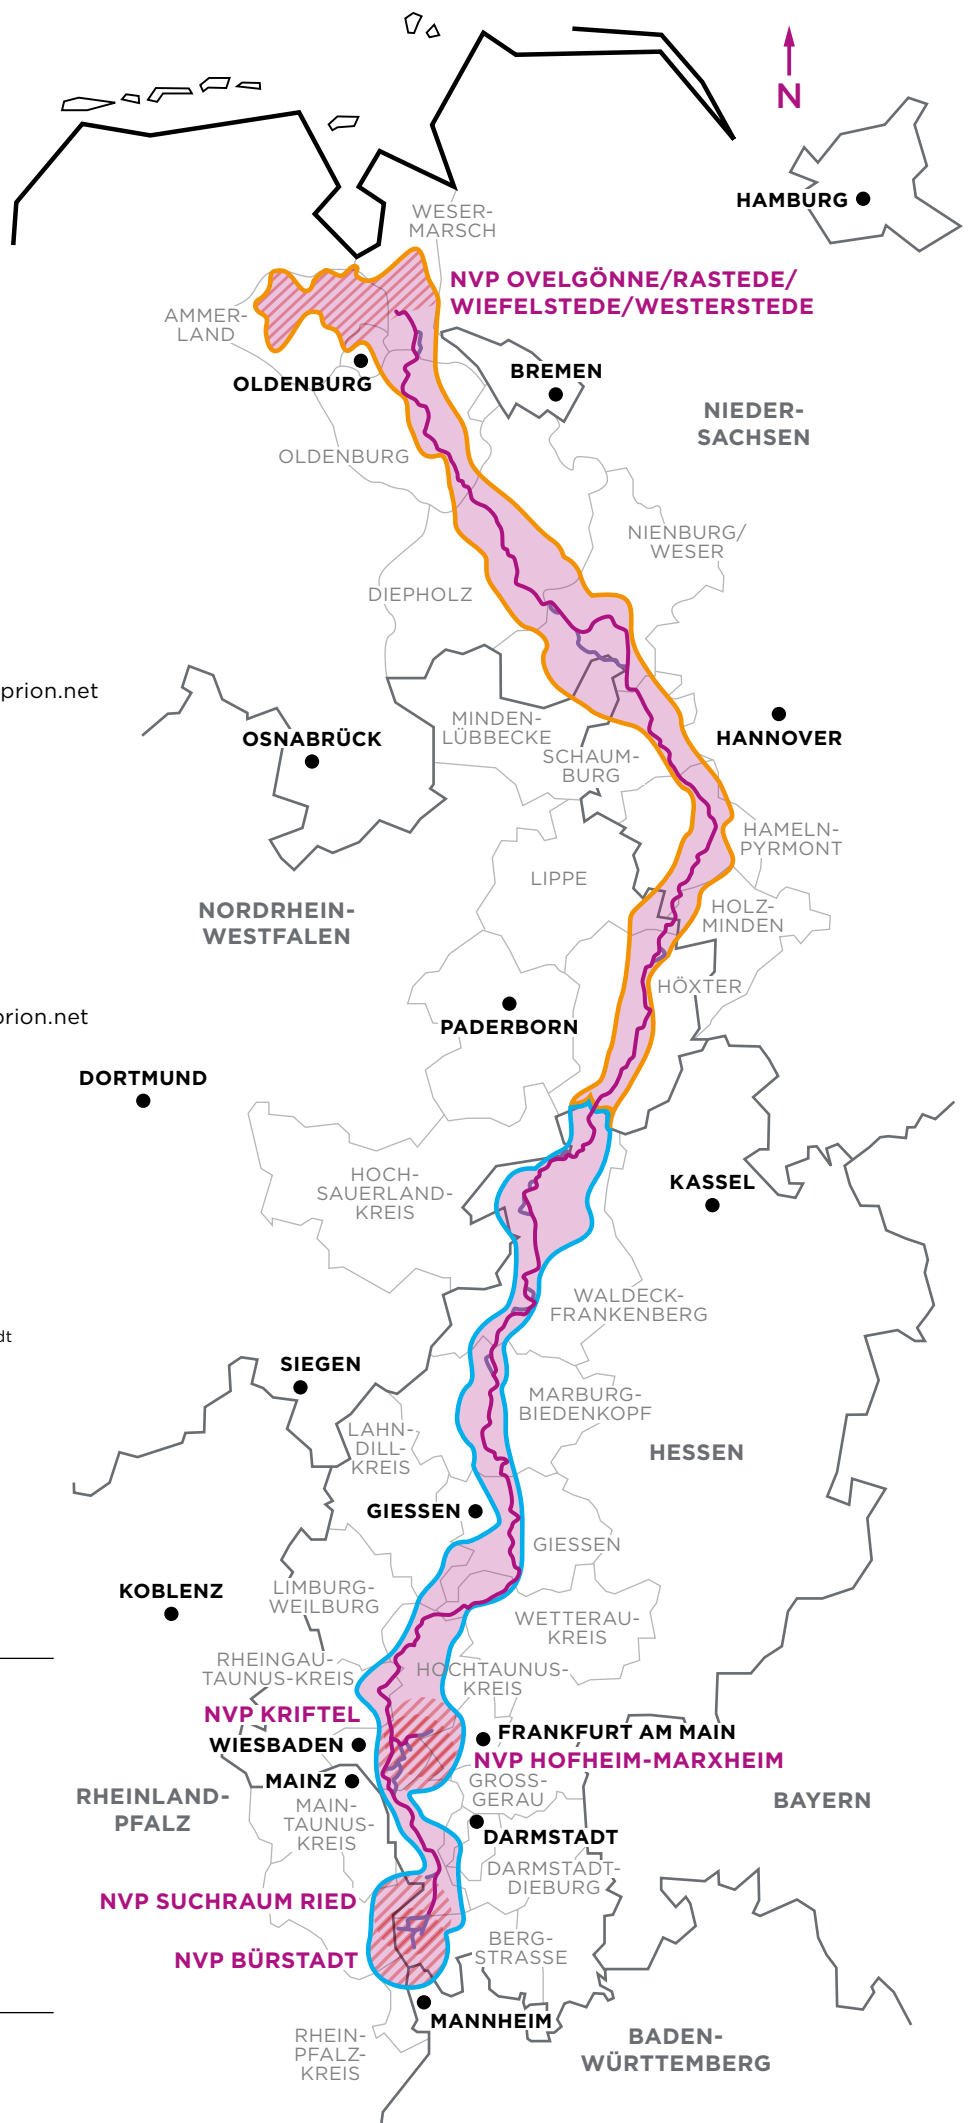 N
HAMBURG
WESER-
MARSCH
NVP OVELGÖNNE/RASTEDE/
WIEFELSTEDE/WESTERSTEDE
AMMER-
LAND
OLDENBURG
BREMEN
NIEDER-
SACHSEN
OLDENBURG
NIENBURG/
WESER
DIEPHOLZ
prion.net
OSNABRÜCK
MINDEN-
LÜBBECKE
HANNOVER
SCHAUM-
BURG
HAMELN-
PYRMONT
LIPPE
NORDRHEIN-
WESTFALEN
HOLZ-
MINDEN
HÖXTER
prion.net
PADERBORN
DORTMUND
HOCH-
SAUERLAND-
KREIS
KASSEL
WALDECK-
FRANKENBERG
dt
SIEGEN
MARBURG-
BIEDENKOPF
LAHN-
DILL-
KREIS
HESSEN
GIESSEN
GIESSEN
KOBLENZ
LIMBURG-
WEILBURG
WETTERAU-
KREIS
RHEINGAU-
TAUNUS-KREIS
HOCHTAUNUS-
KREIS
NVP KRIFTEL
WIESBADEN
FRANKFURT AM MAIN
NVP HOFHEIM-MARXHEIM
MAINZ
GROSS-
GERAU
RHEINLAND-
PFALZ
MAIN-
TAUNUS-
KREIS
BAYERN
DARMSTADT
DARMSTADT-
DIEBURG
NVP SUCHRAUM RIED
BERG-
STRASSE
NVP BÜRSTADT
MANNHEIM
RHEIN-
PFALZ-
KREIS
BADEN-
WÜRTTEMBERG